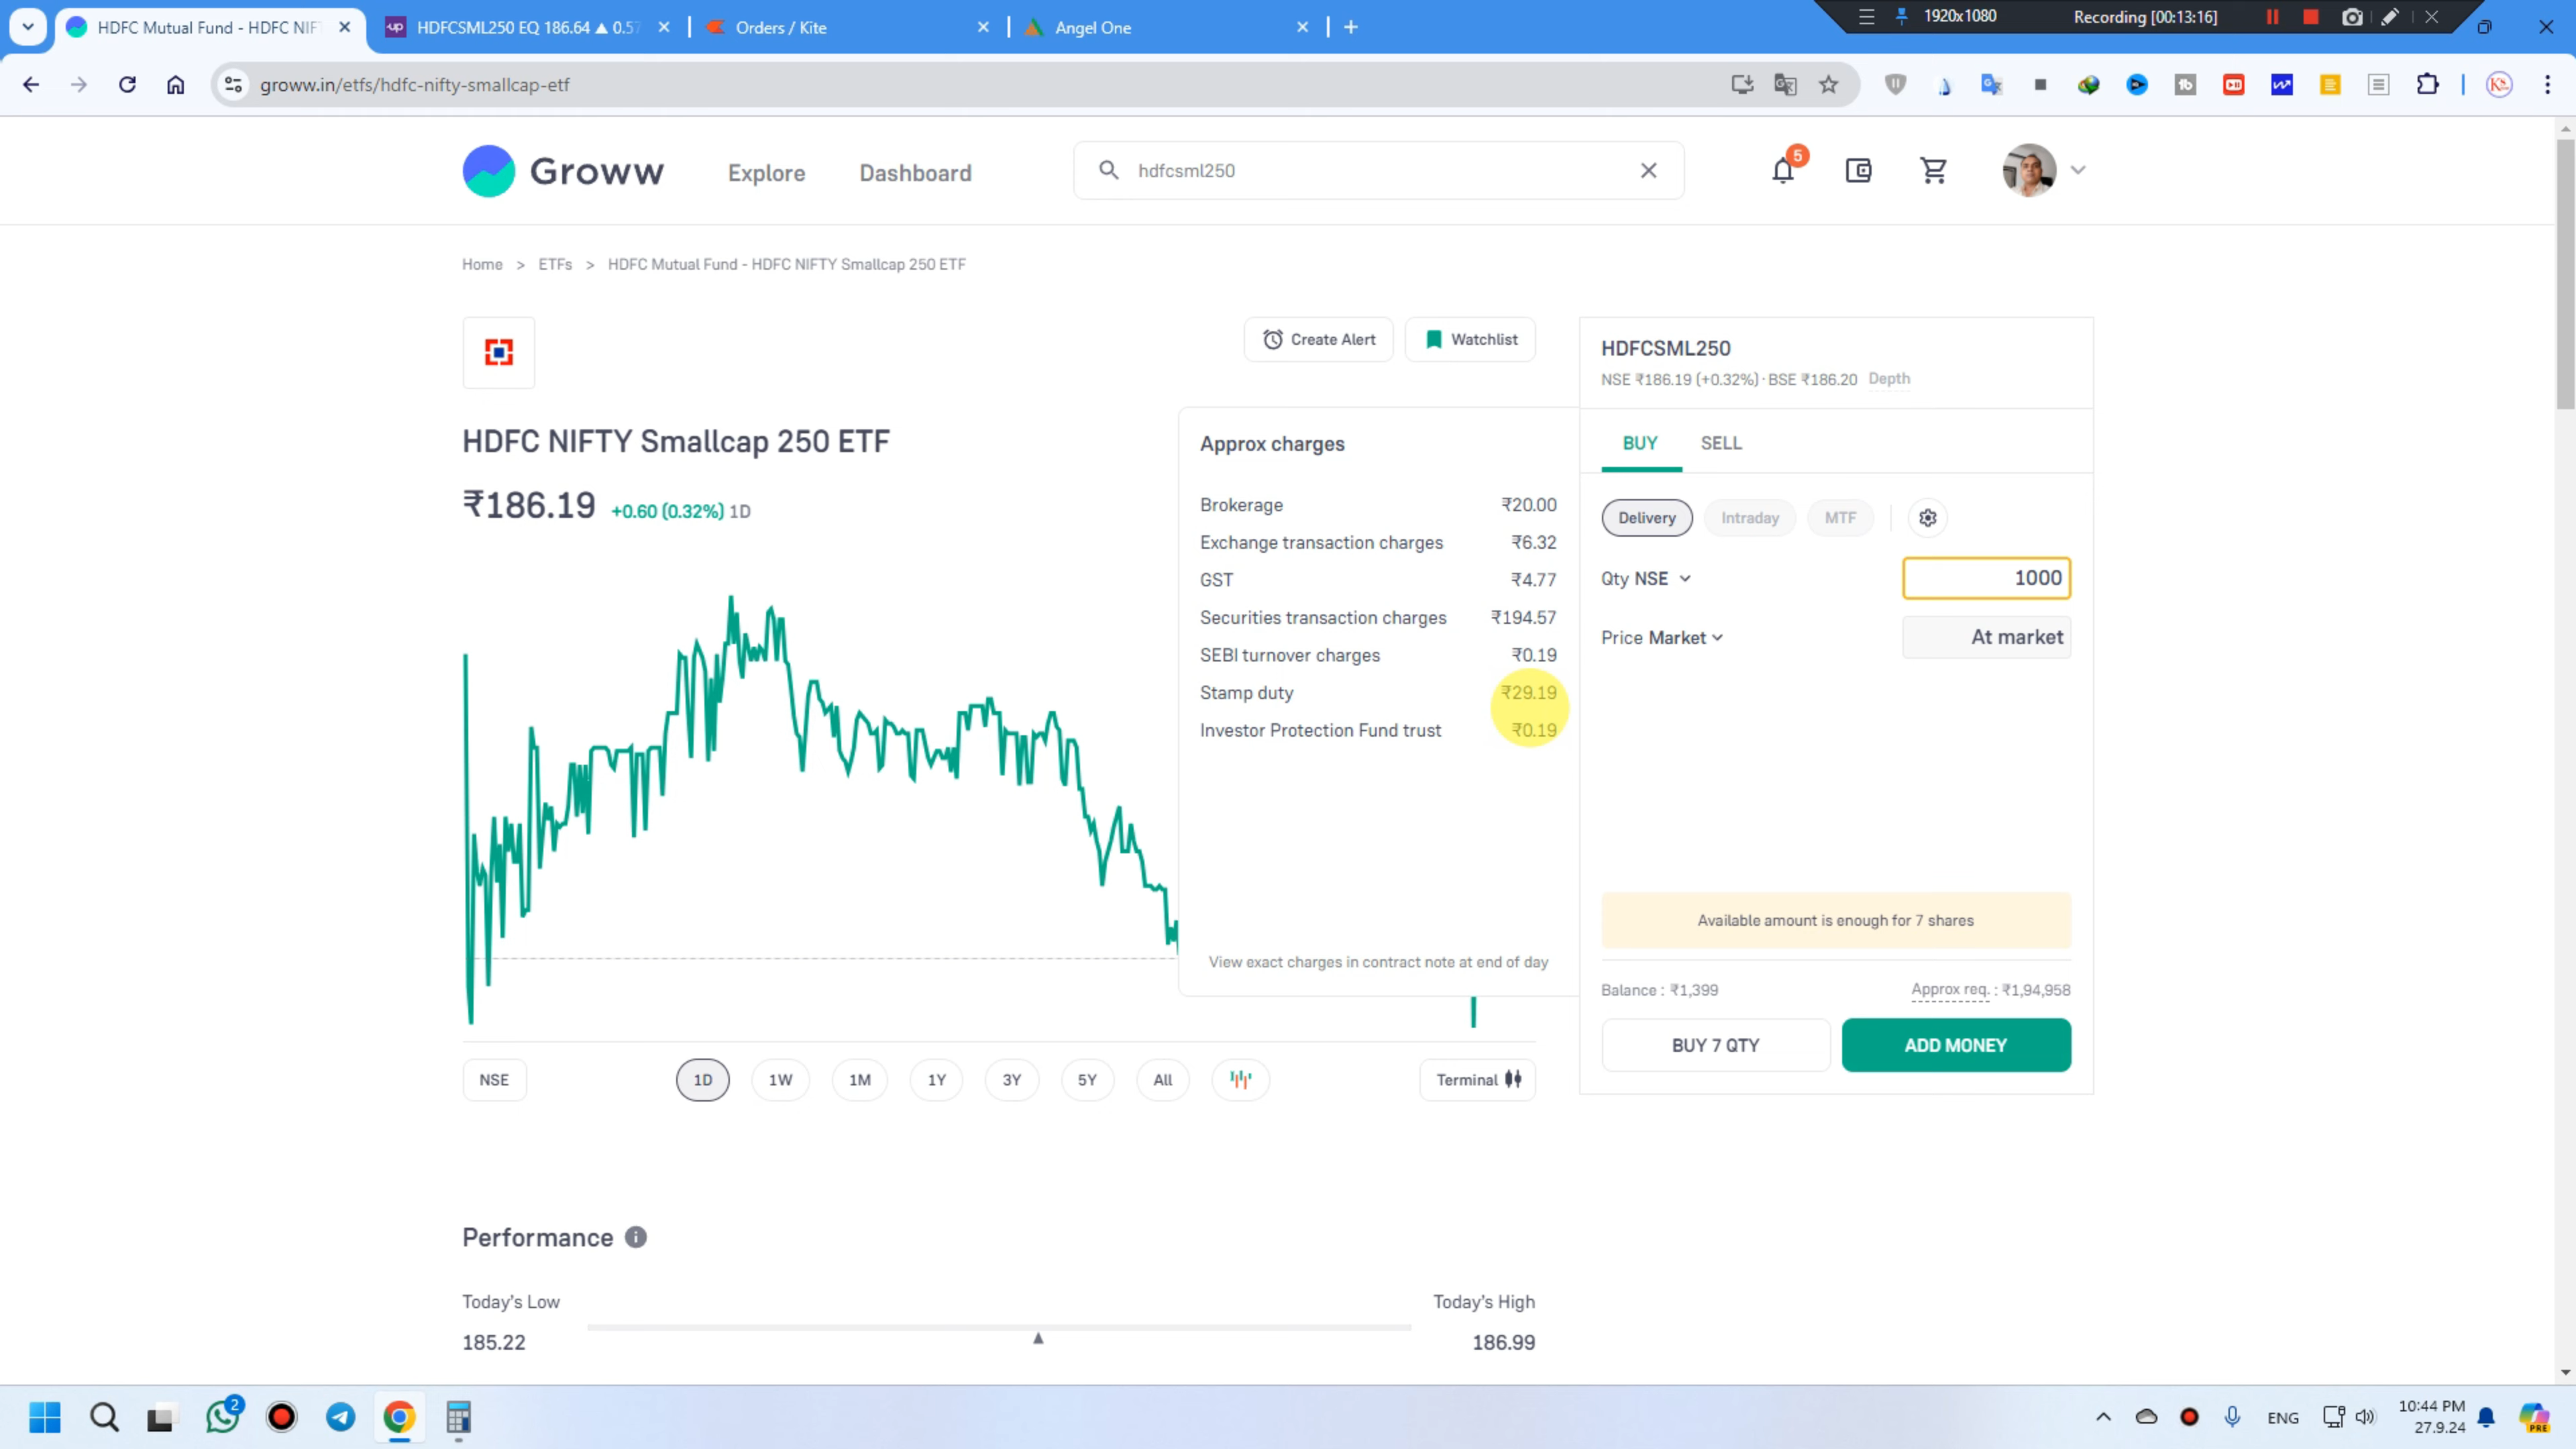 HDFC Mutual Fund - HDFC NIF
HDFCSML250 EQ 186.64 ▲ 0.57
Orders / Kite
Angel One
1920x1080
Recording [00:13:16]
groww.in/etfs/hdfc-nifty-smallcap-etf
Groww
Explore
Dashboard
hdfcsml250
5
Home > ETFs > HDFC Mutual Fund - HDFC NIFTY Smallcap 250 ETF
Create Alert
Watchlist
HDFC NIFTY Smallcap 250 ETF
₹186.19 +0.60 (0.32%) 1D
Approx charges
Brokerage ₹20.00
Exchange transaction charges ₹6.32
GST ₹4.77
Securities transaction charges ₹194.57
SEBI turnover charges ₹0.19
Stamp duty ₹29.19
Investor Protection Fund trust ₹0.19
View exact charges in contract note at end of day
HDFCSML250
NSE ₹186.19 (+0.32%) · BSE ₹186.20 Depth
BUY SELL
Delivery Intraday MTF
Qty NSE 1000
Price Market At market
Available amount is enough for 7 shares
Balance : ₹1,399 Approx req. : ₹1,94,958
BUY 7 QTY ADD MONEY
NSE 1D 1W 1M 1Y 3Y 5Y All Terminal
Performance
Today's Low Today's High
185.22 186.99
2
ENG
10:44 PM
27.9.24
PRE